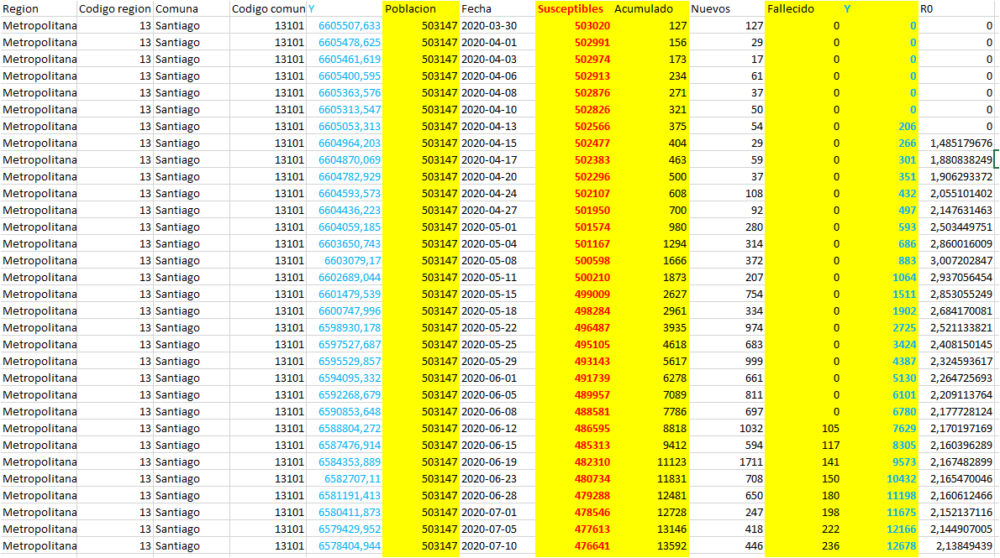 Region Codigo region Comuna Codigo comun Y Poblacion Fecha Susceptibles Acumulado Nuevos Fallecido Y R0
Metropolitana 13 Santiago 13101 6605507,633 503147 2020-03-30 503020 127 127 0 0 0
Metropolitana 13 Santiago 13101 6605478,625 503147 2020-04-01 502991 156 29 0 0 0
Metropolitana 13 Santiago 13101 6605461,619 503147 2020-04-03 502974 173 17 0 0 0
Metropolitana 13 Santiago 13101 6605400,595 503147 2020-04-06 502913 234 61 0 0 0
Metropolitana 13 Santiago 13101 6605363,576 503147 2020-04-08 502876 271 37 0 0 0
Metropolitana 13 Santiago 13101 6605313,547 503147 2020-04-10 502826 321 50 0 0 0
Metropolitana 13 Santiago 13101 6605053,313 503147 2020-04-13 502566 375 54 0 206 0
Metropolitana 13 Santiago 13101 6604964,203 503147 2020-04-15 502477 404 29 0 266 1,485179676
Metropolitana 13 Santiago 13101 6604870,069 503147 2020-04-17 502383 463 59 0 301 1,880838249
Metropolitana 13 Santiago 13101 6604782,929 503147 2020-04-20 502296 500 37 0 351 1,906293372
Metropolitana 13 Santiago 13101 6604593,573 503147 2020-04-24 502107 608 108 0 432 2,055101402
Metropolitana 13 Santiago 13101 6604436,223 503147 2020-04-27 501950 700 92 0 497 2,147631463
Metropolitana 13 Santiago 13101 6604059,185 503147 2020-05-01 501574 980 280 0 593 2,503449751
Metropolitana 13 Santiago 13101 6603650,743 503147 2020-05-04 501167 1294 314 0 686 2,860016009
Metropolitana 13 Santiago 13101 6603079,17 503147 2020-05-08 500598 1666 372 0 883 3,007202847
Metropolitana 13 Santiago 13101 6602689,044 503147 2020-05-11 500210 1873 207 0 1064 2,937056454
Metropolitana 13 Santiago 13101 6601479,539 503147 2020-05-15 499009 2627 754 0 1511 2,853055249
Metropolitana 13 Santiago 13101 6600747,996 503147 2020-05-18 498284 2961 334 0 1902 2,684170081
Metropolitana 13 Santiago 13101 6598930,178 503147 2020-05-22 496487 3935 974 0 2725 2,521133821
Metropolitana 13 Santiago 13101 6597527,687 503147 2020-05-25 495105 4618 683 0 3424 2,408150145
Metropolitana 13 Santiago 13101 6595529,857 503147 2020-05-29 493143 5617 999 0 4387 2,324593617
Metropolitana 13 Santiago 13101 6594095,332 503147 2020-06-01 491739 6278 661 0 5130 2,264725693
Metropolitana 13 Santiago 13101 6592268,679 503147 2020-06-05 489957 7089 811 0 6101 2,209113764
Metropolitana 13 Santiago 13101 6590853,648 503147 2020-06-08 488581 7786 697 0 6780 2,177728124
Metropolitana 13 Santiago 13101 6588804,272 503147 2020-06-12 486595 8818 1032 105 7629 2,170197169
Metropolitana 13 Santiago 13101 6587476,914 503147 2020-06-15 485313 9412 594 117 8305 2,160396289
Metropolitana 13 Santiago 13101 6584353,889 503147 2020-06-19 482310 11123 1711 141 9573 2,167482899
Metropolitana 13 Santiago 13101 6582707,11 503147 2020-06-23 480734 11831 708 150 10432 2,165470046
Metropolitana 13 Santiago 13101 6581191,413 503147 2020-06-28 479288 12481 650 180 11198 2,160612466
Metropolitana 13 Santiago 13101 6580411,873 503147 2020-07-01 478546 12728 247 198 11675 2,152137116
Metropolitana 13 Santiago 13101 6579429,952 503147 2020-07-05 477613 13146 418 222 12166 2,144907005
Metropolitana 13 Santiago 13101 6578404,944 503147 2020-07-10 476641 13592 446 236 12678 2,13849439